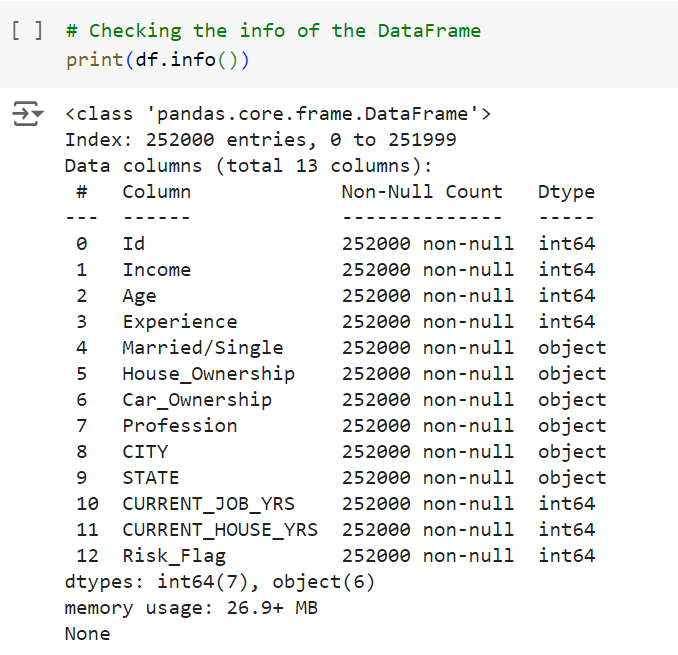 [ ] # Checking the info of the DataFrame
print(df.info())
<class 'pandas.core.frame.DataFrame'>
Index: 252000 entries, 0 to 251999
Data columns (total 13 columns):
 #   Column             Non-Null Count   Dtype
---  ------             --------------   -----
 0   Id                 252000 non-null  int64
 1   Income             252000 non-null  int64
 2   Age                252000 non-null  int64
 3   Experience         252000 non-null  int64
 4   Married/Single     252000 non-null  object
 5   House_Ownership    252000 non-null  object
 6   Car_Ownership      252000 non-null  object
 7   Profession         252000 non-null  object
 8   CITY               252000 non-null  object
 9   STATE              252000 non-null  object
 10  CURRENT_JOB_YRS    252000 non-null  int64
 11  CURRENT_HOUSE_YRS  252000 non-null  int64
 12  Risk_Flag          252000 non-null  int64
dtypes: int64(7), object(6)
memory usage: 26.9+ MB
None